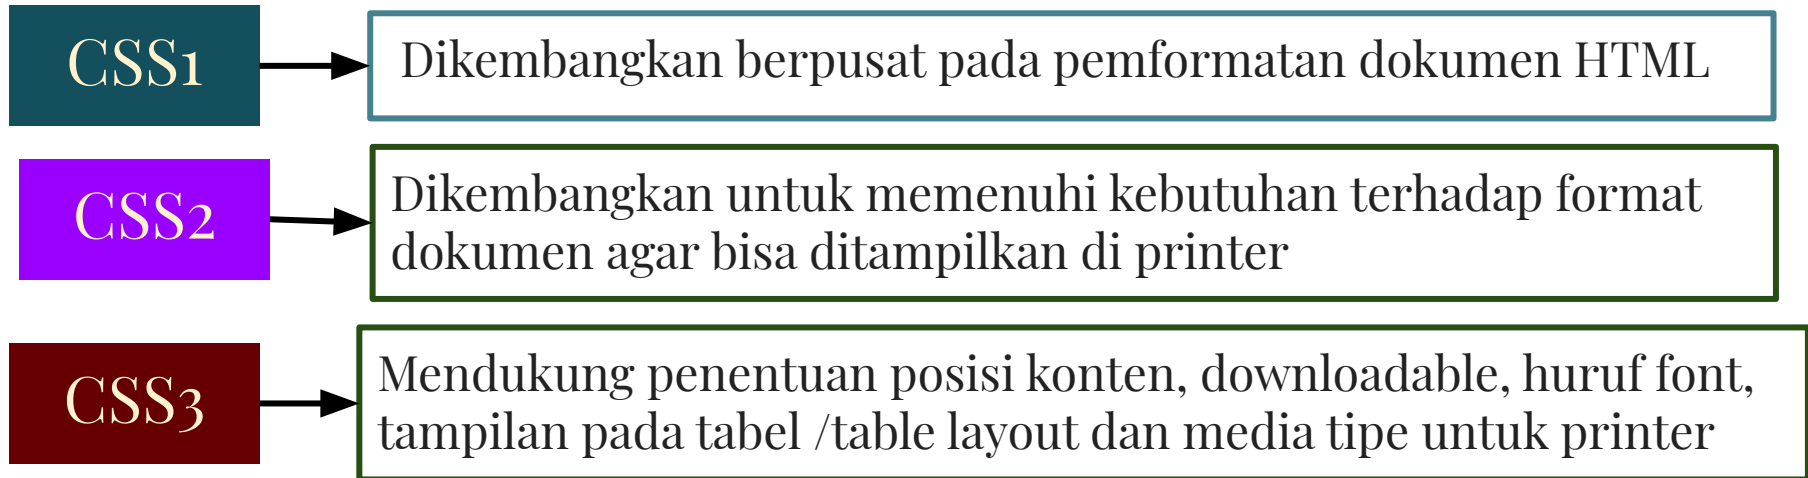 CSS1
Dikembangkan berpusat pada pemformatan dokumen HTML
CSS2
Dikembangkan untuk memenuhi kebutuhan terhadap format
dokumen agar bisa ditampilkan di printer
CSS3
Mendukung penentuan posisi konten, downloadable, huruf font,
tampilan pada tabel /table layout dan media tipe untuk printer